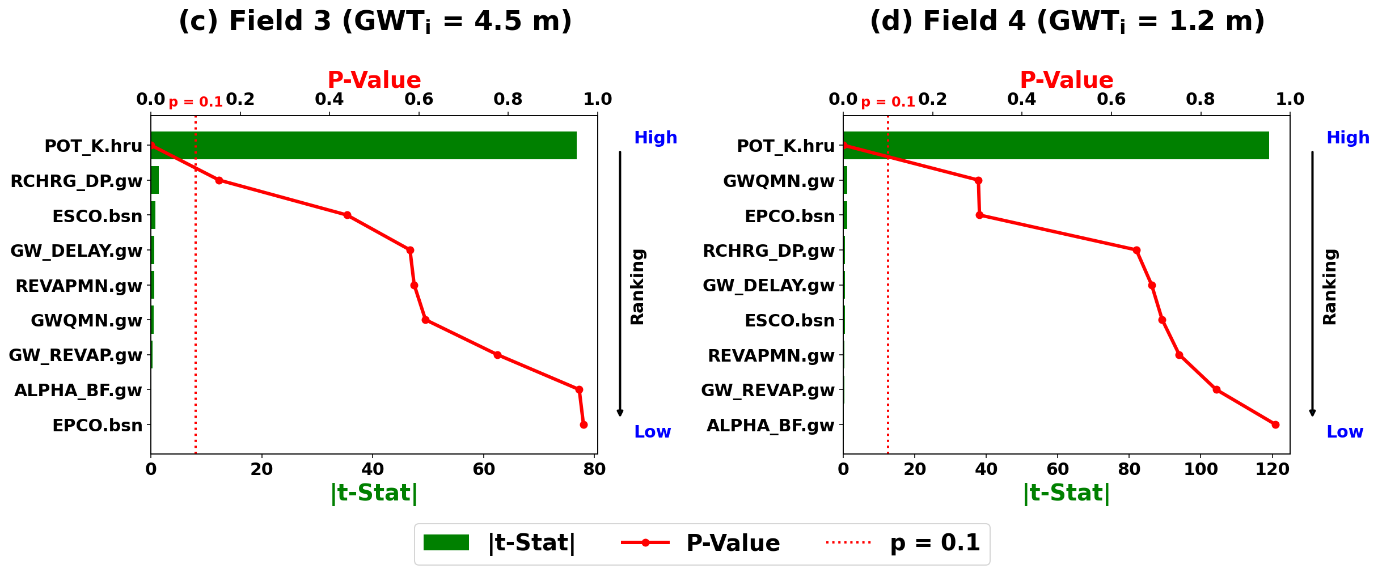 (c) Field 3 (GWTi = 4.5 m)
P-Value
0.0 p = 0.1 0.2 0.4 0.6 0.8 1.0
POT_K.hru
RCHRG_DP.gw
ESCO.bsn
GW_DELAY.gw
REVAPMN.gw
GWQMN.gw
GW_REVAP.gw
ALPHA_BF.gw
EPCO.bsn
High
Ranking
Low
0 20 40 60 80
|t-Stat|
(d) Field 4 (GWTi = 1.2 m)
P-Value
0.0 p = 0.1 0.2 0.4 0.6 0.8 1.0
POT_K.hru
GWQMN.gw
EPCO.bsn
RCHRG_DP.gw
GW_DELAY.gw
ESCO.bsn
REVAPMN.gw
GW_REVAP.gw
ALPHA_BF.gw
High
Ranking
Low
0 20 40 60 80 100 120
|t-Stat|
|t-Stat| P-Value p = 0.1